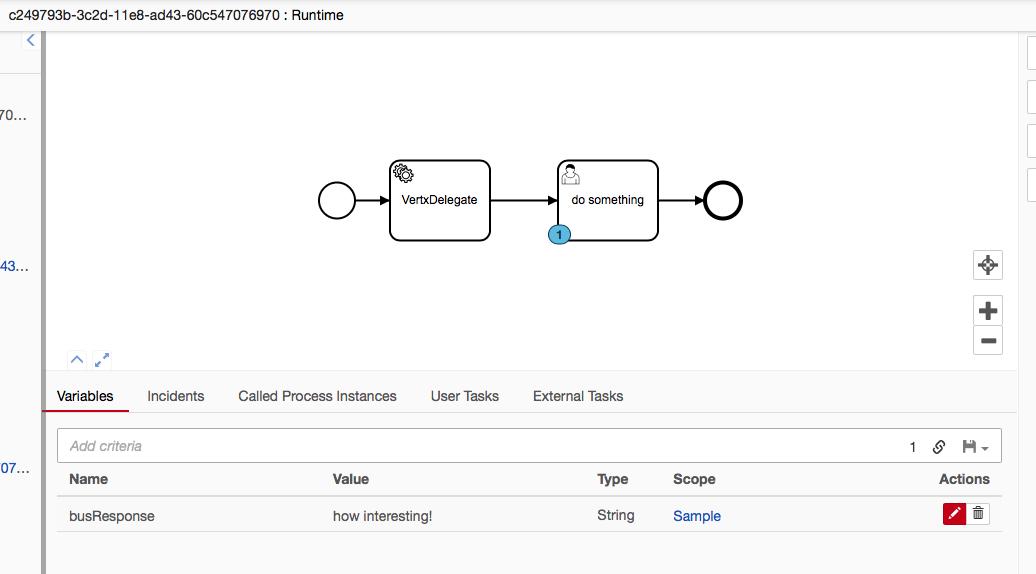 c249793b-3c2d-11e8-ad43-60c547076970 : Runtime
70...
43...
07...
VertxDelegate
do something
1
Variables Incidents Called Process Instances User Tasks External Tasks
Add criteria 1
Name Value Type Scope Actions
busResponse how interesting! String Sample